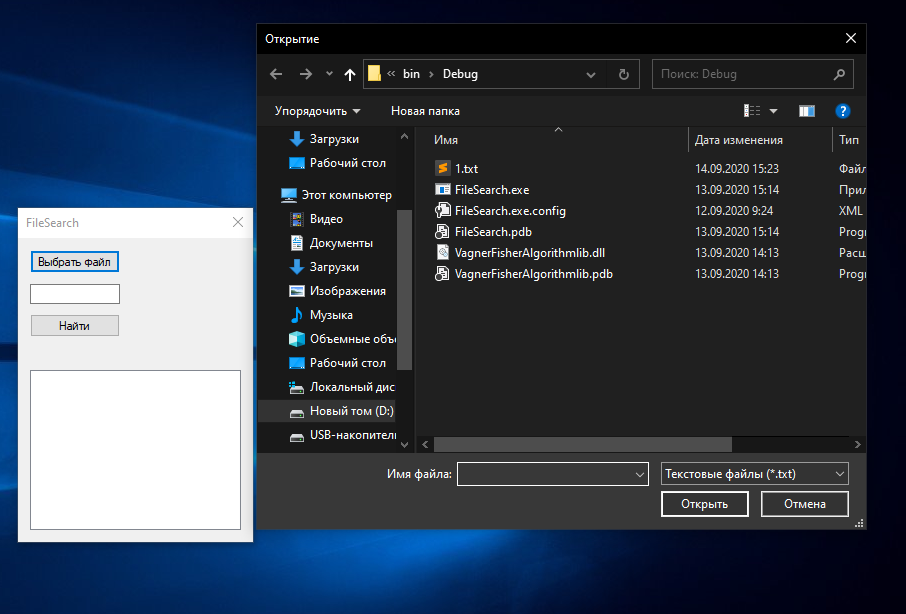 Открытие
« bin › Debug
Поиск: Debug
Упорядочить
Новая папка
Загрузки
Рабочий стол
Этот компьютер
Видео
Документы
Загрузки
Изображения
Музыка
Объемные объ
Рабочий стол
Локальный дис
Новый том (D:)
USB-накопитель
Имя Дата изменения Тип
1.txt 14.09.2020 15:23 Файл
FileSearch.exe 13.09.2020 15:14 Прил
FileSearch.exe.config 12.09.2020 9:24 XML
FileSearch.pdb 13.09.2020 15:14 Progr
VagnerFisherAlgorithmlib.dll 13.09.2020 14:13 Расш
VagnerFisherAlgorithmlib.pdb 13.09.2020 14:13 Progr
Имя файла:
Текстовые файлы (*.txt)
Открыть
Отмена
FileSearch
Выбрать файл
Найти